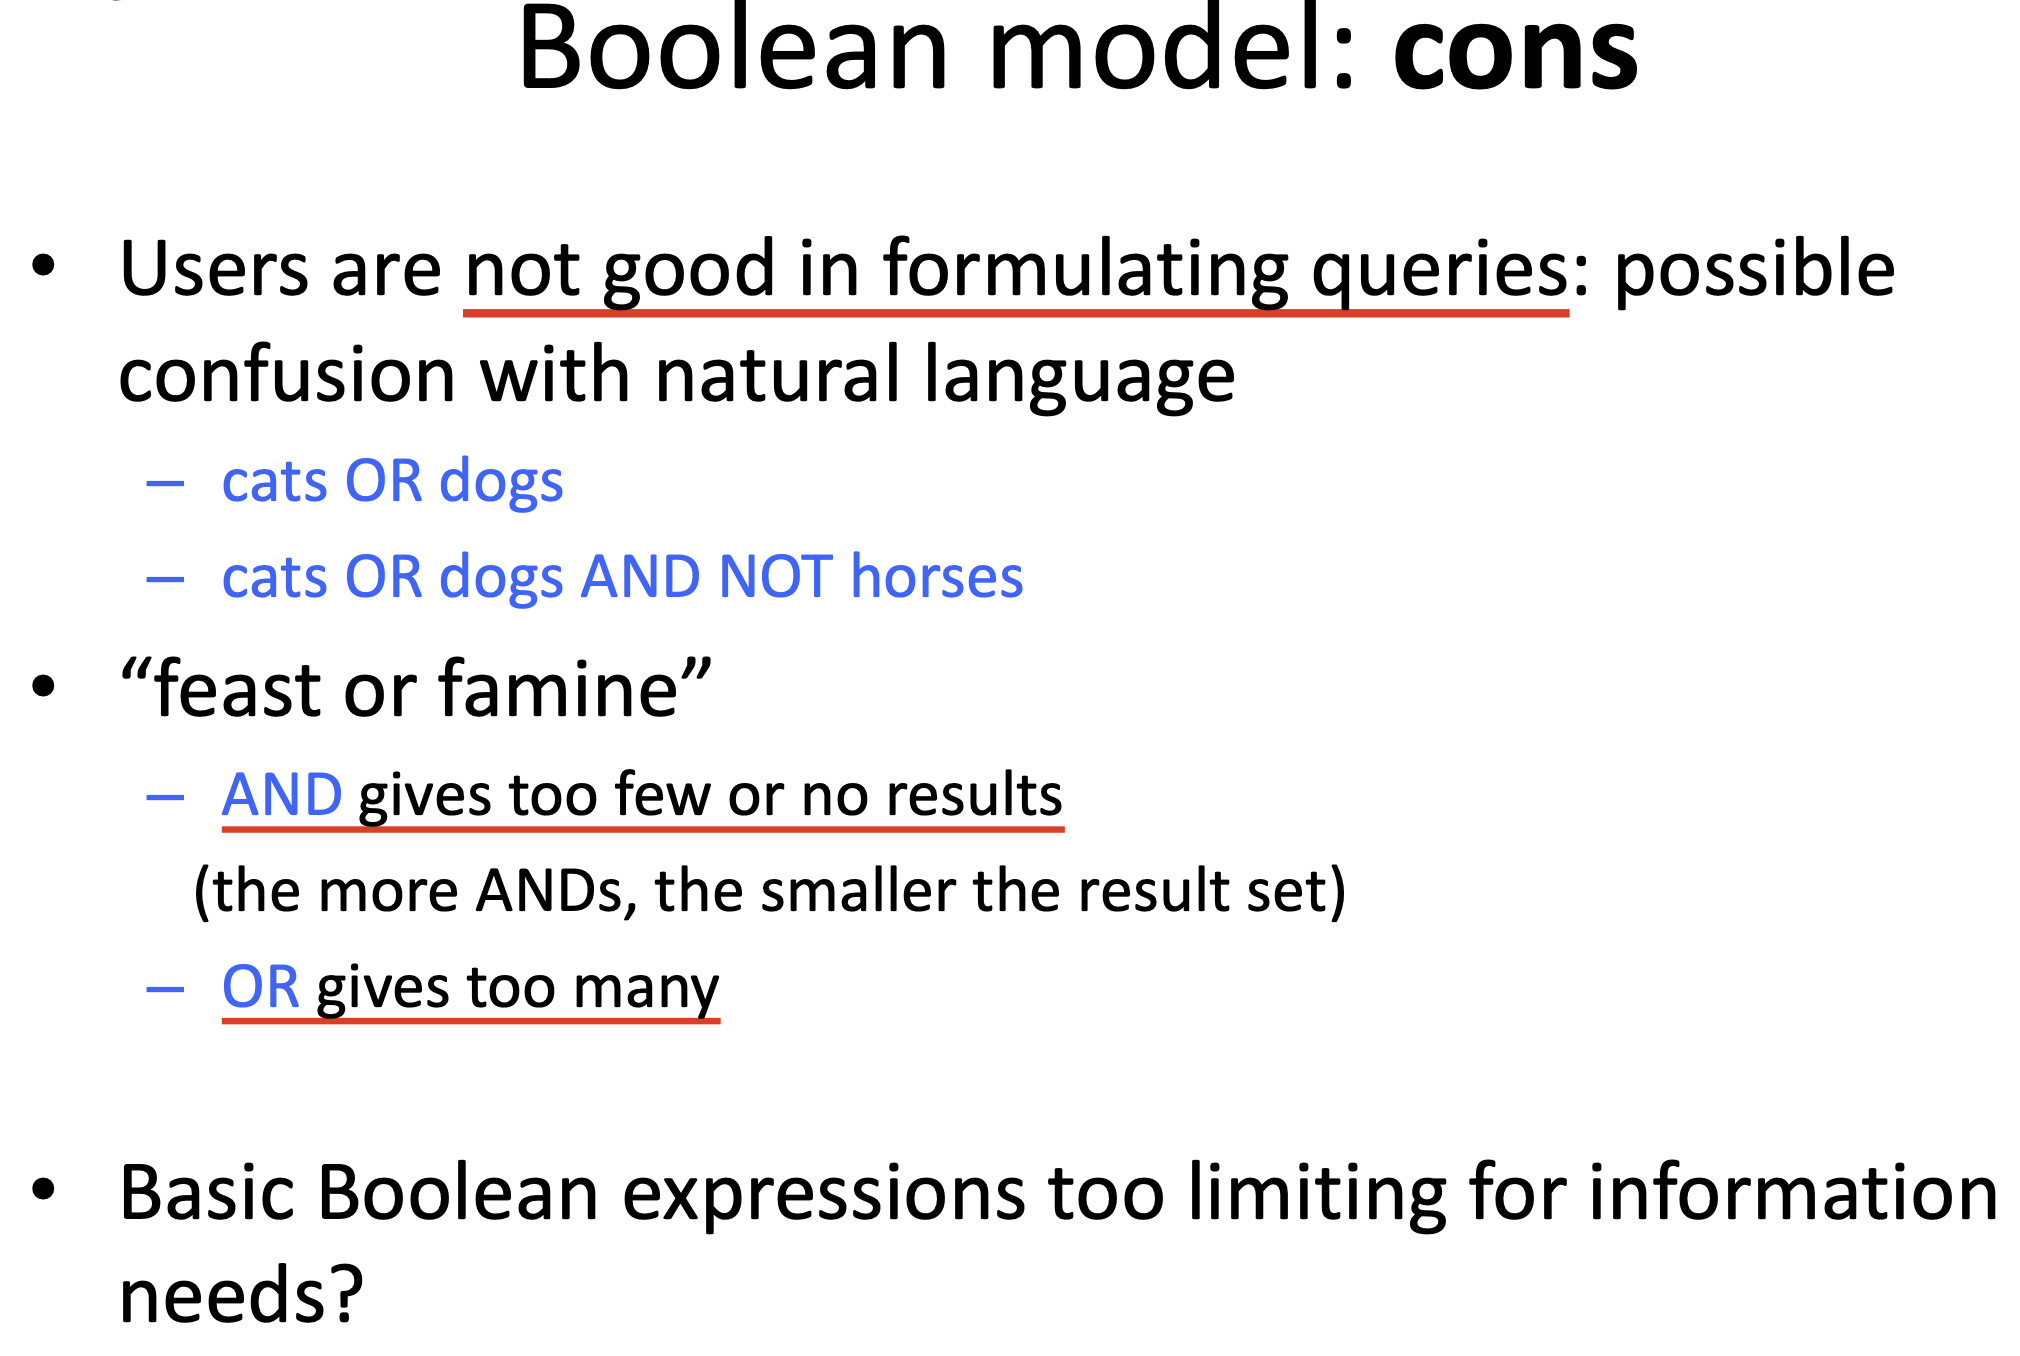 Boolean model: cons
• Users are not good in formulating queries: possible
confusion with natural language
– cats OR dogs
– cats OR dogs AND NOT horses
• “feast or famine”
– AND gives too few or no results
(the more ANDs, the smaller the result set)
– OR gives too many
• Basic Boolean expressions too limiting for information
needs?